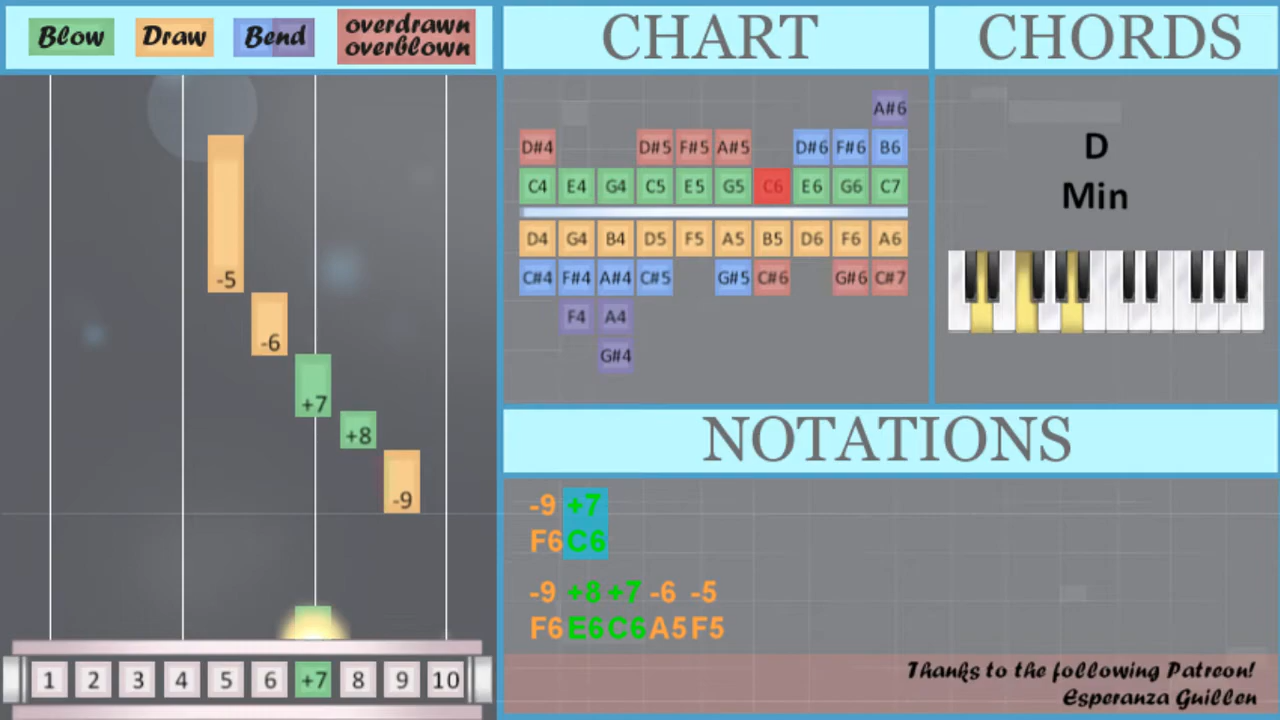 Blow Draw Bend overdrawn
overblown
CHART
CHORDS
-5
-6
+7
+8
-9
1 2 3 4 5 6 +7 8 9 10
A#6
D#4 D#5 F#5 A#5 D#6 F#6 B6
C4 E4 G4 C5 E5 G5 C6 E6 G6 C7
D4 G4 B4 D5 F5 A5 B5 D6 F6 A6
C#4 F#4 A#4 C#5 G#5 C#6 G#6 C#7
F4 A4
G#4
D
Min
NOTATIONS
-9 +7
F6 C6
-9 +8 +7 -6 -5
F6 E6 C6 A5 F5
Thanks to the following Patreon!
Esperanza Guillen